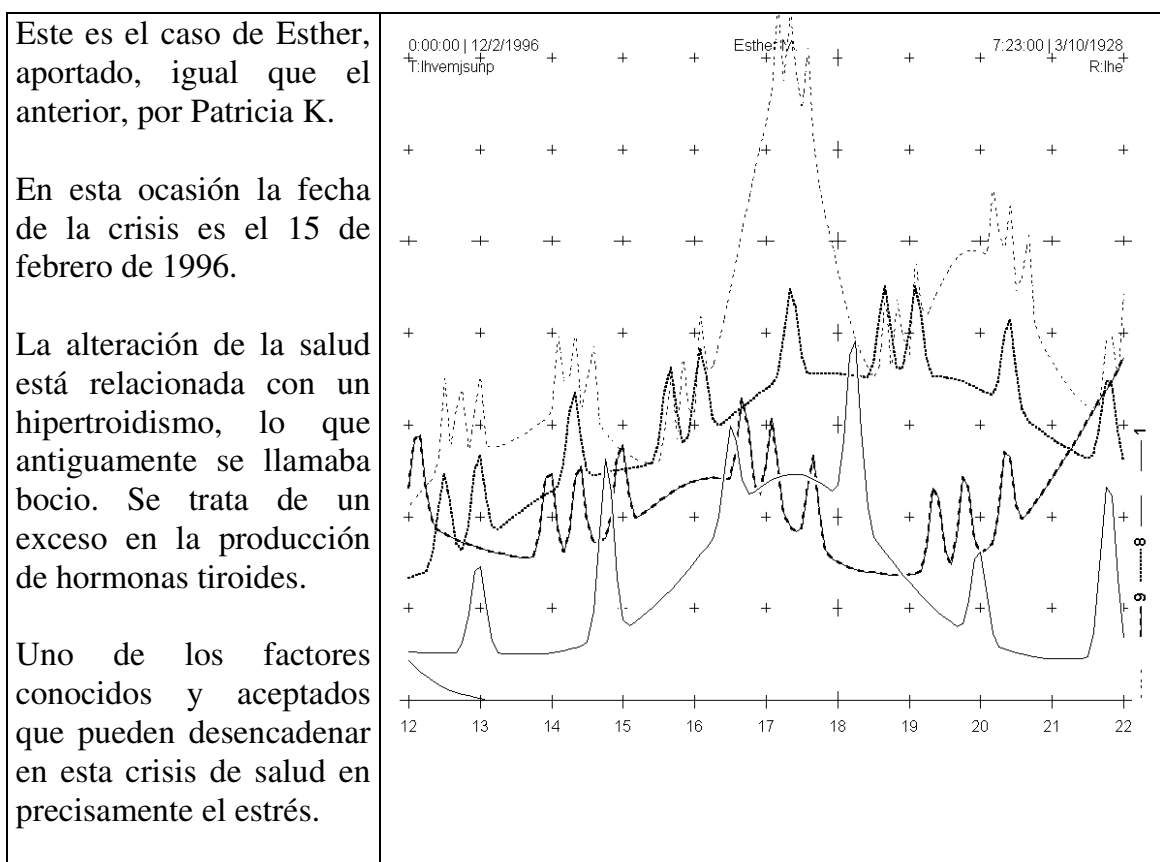 Este es el caso de Esther,
aportado, igual que el
anterior, por Patricia K.
En esta ocasión la fecha
de la crisis es el 15 de
febrero de 1996.
La alteración de la salud
está relacionada con un
hipertroidismo, lo que
antiguamente se llamaba
bocio. Se trata de un
exceso en la producción
de hormonas tiroides.
Uno de los factores
conocidos y aceptados
que pueden desencadenar
en esta crisis de salud en
precisamente el estrés.
0:00:00 | 12/2/1996 Esther M. 7:23:00 | 3/10/1928
T:lhvemjsunp R:lhe
1
8
9
12 13 14 15 16 17 18 19 20 21 22